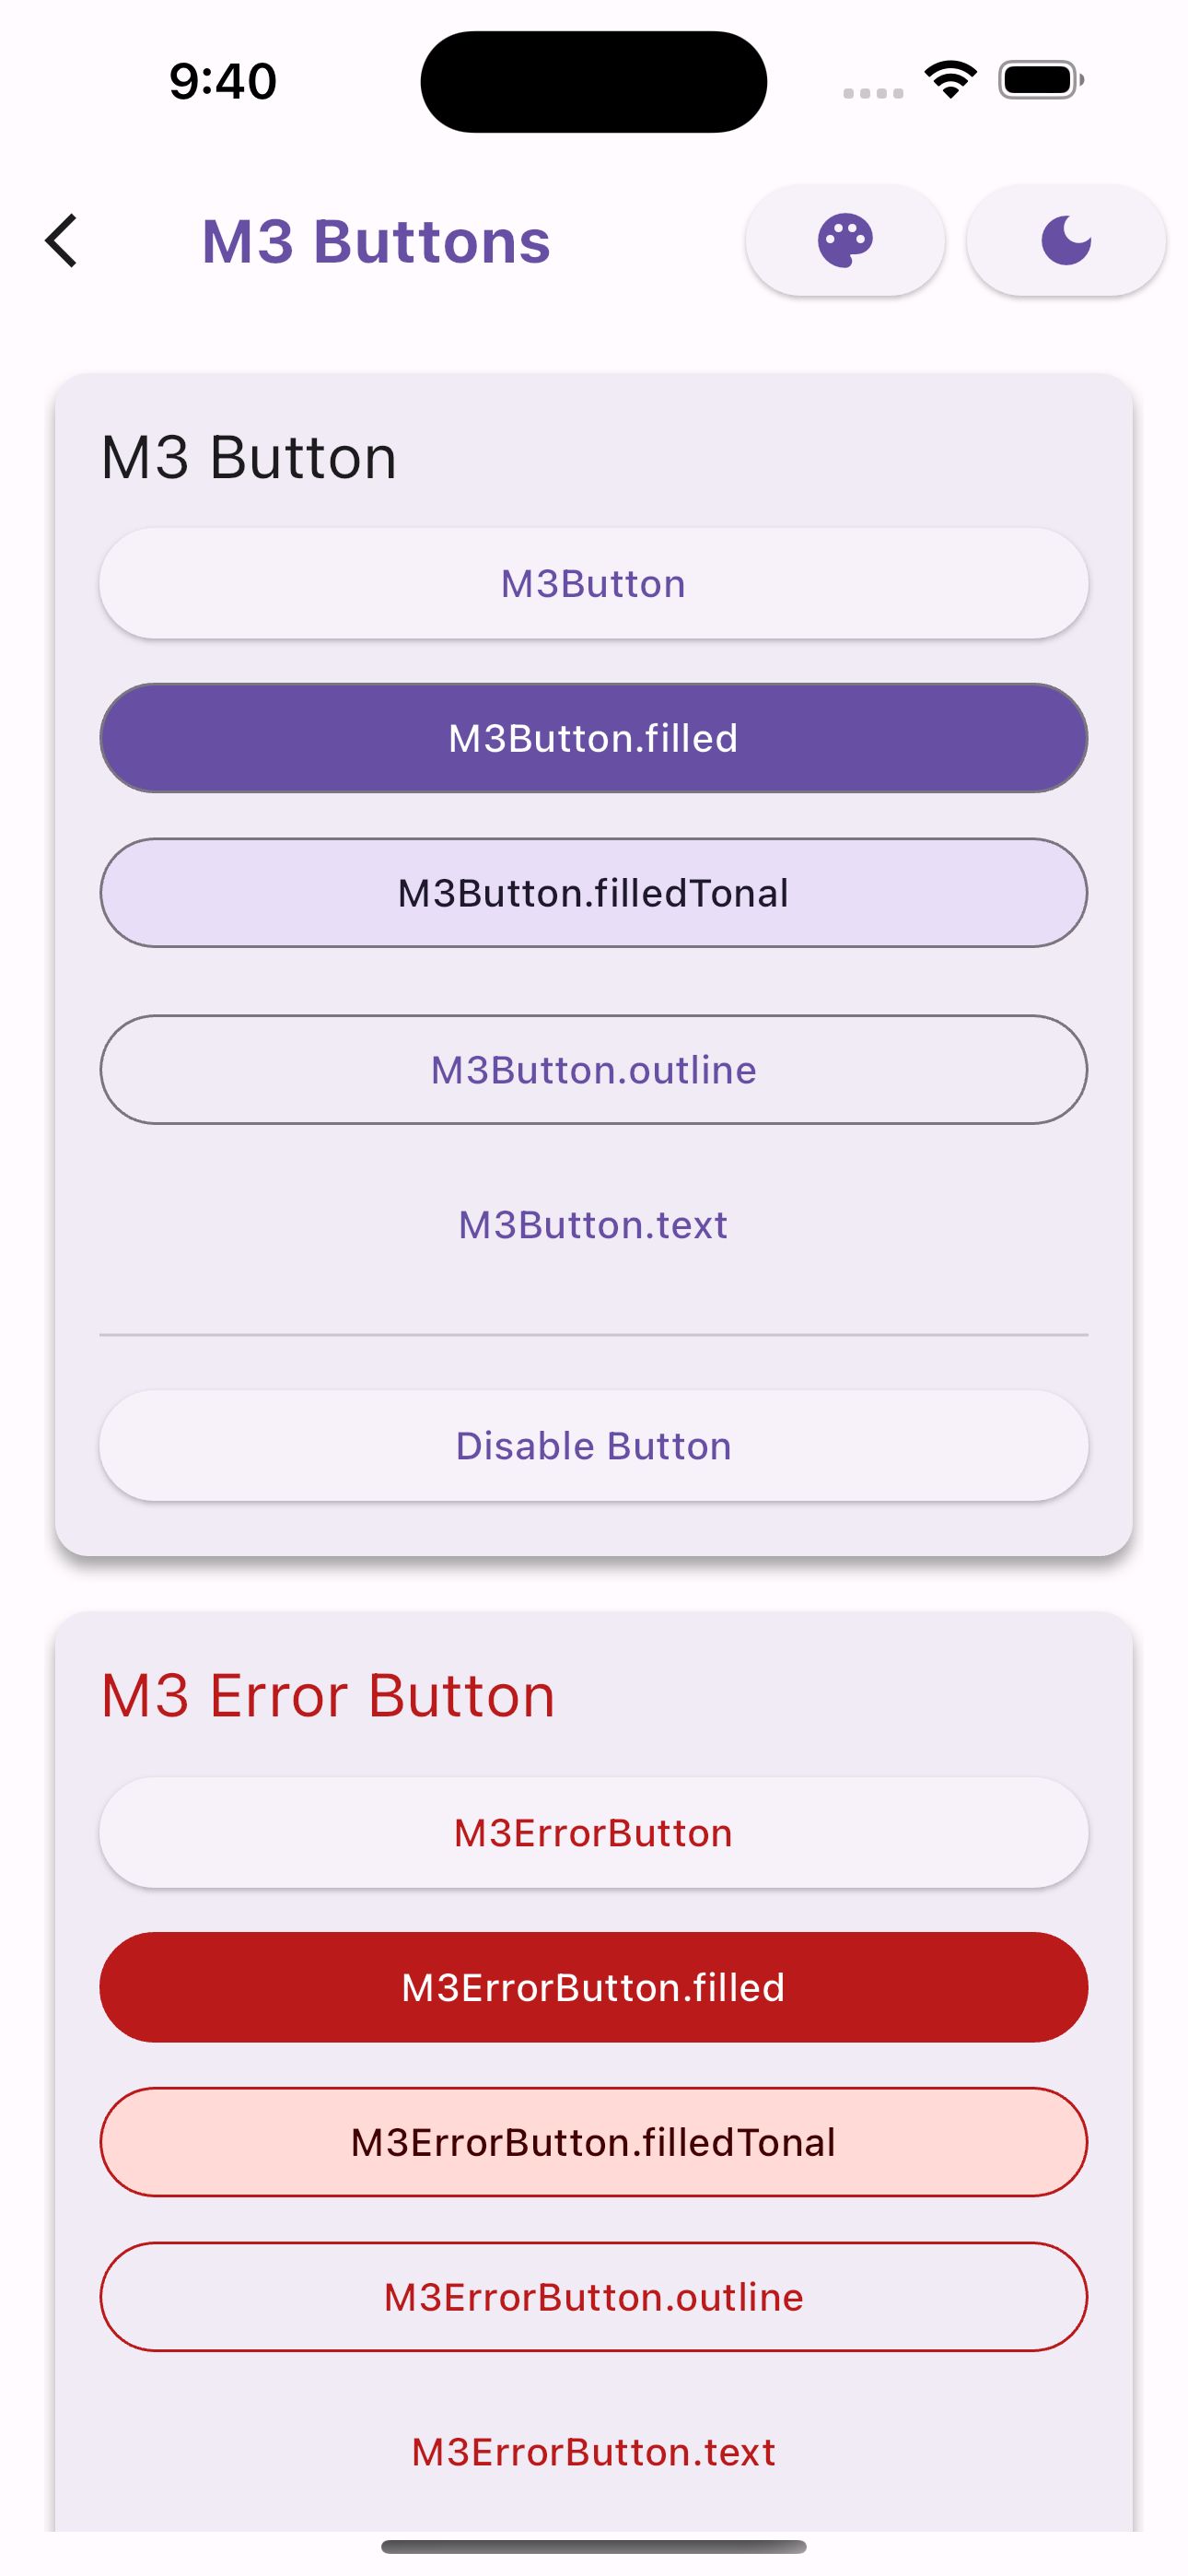 9:40
M3 Buttons
M3 Button
M3Button
M3Button.filled
M3Button.filledTonal
M3Button.outline
M3Button.text
Disable Button
M3 Error Button
M3ErrorButton
M3ErrorButton.filled
M3ErrorButton.filledTonal
M3ErrorButton.outline
M3ErrorButton.text